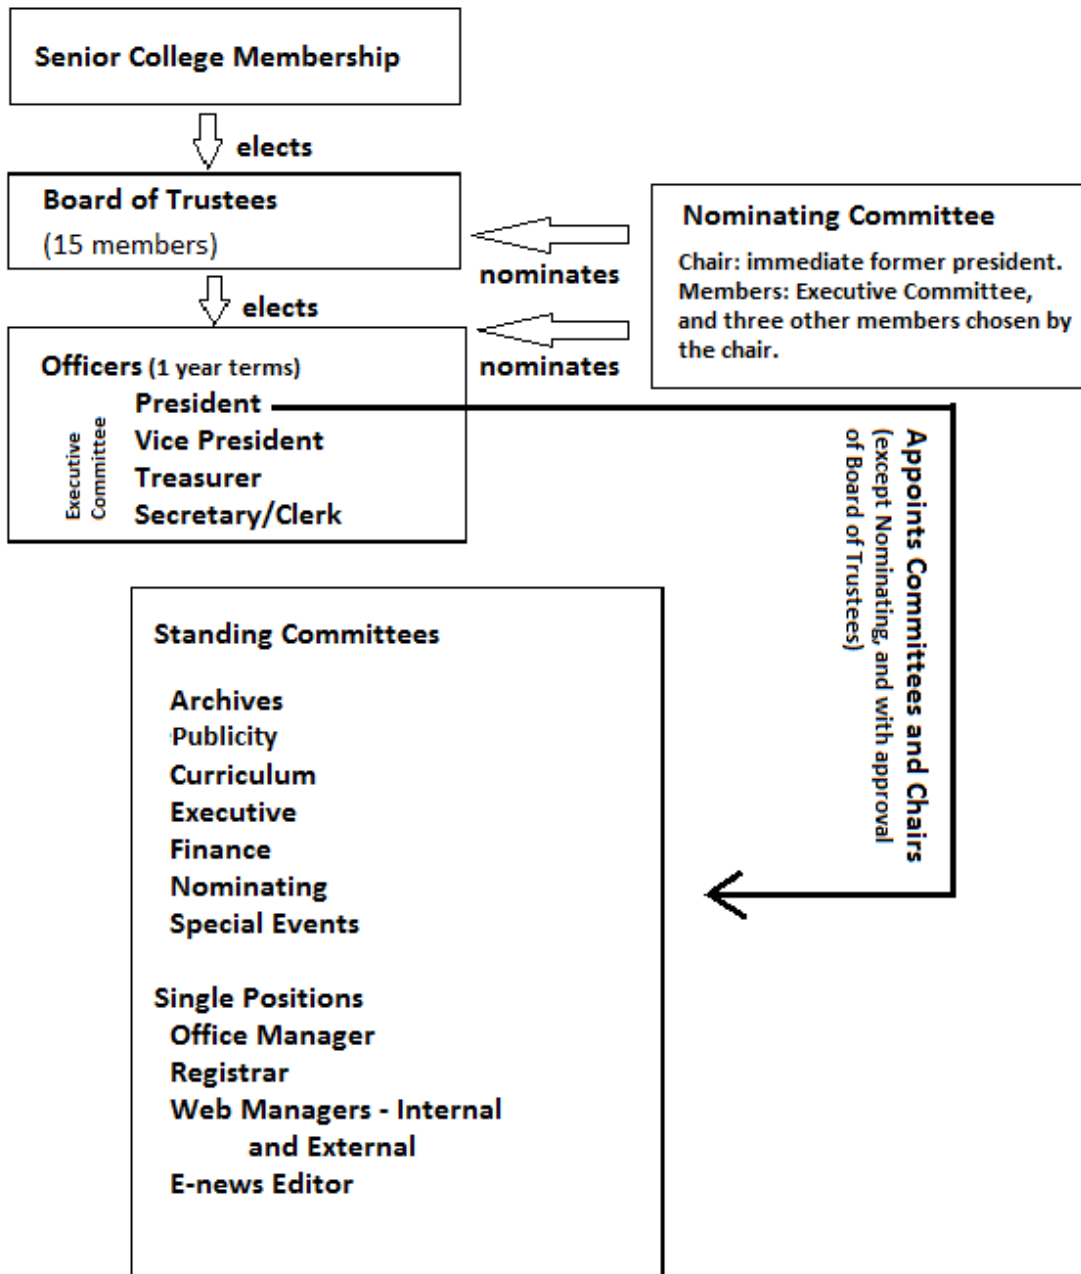 Senior College Membership
elects
Board of Trustees
(15 members)
nominates
Nominating Committee
Chair: immediate former president.
Members: Executive Committee,
and three other members chosen by
the chair.
elects
nominates
Officers (1 year terms)
Executive
Committee
President
Vice President
Treasurer
Secretary/Clerk
Appoints Committees and Chairs
(except Nominating, and with approval
of Board of Trustees)
Standing Committees
Archives
Publicity
Curriculum
Executive
Finance
Nominating
Special Events
Single Positions
Office Manager
Registrar
Web Managers - Internal
and External
E-news Editor